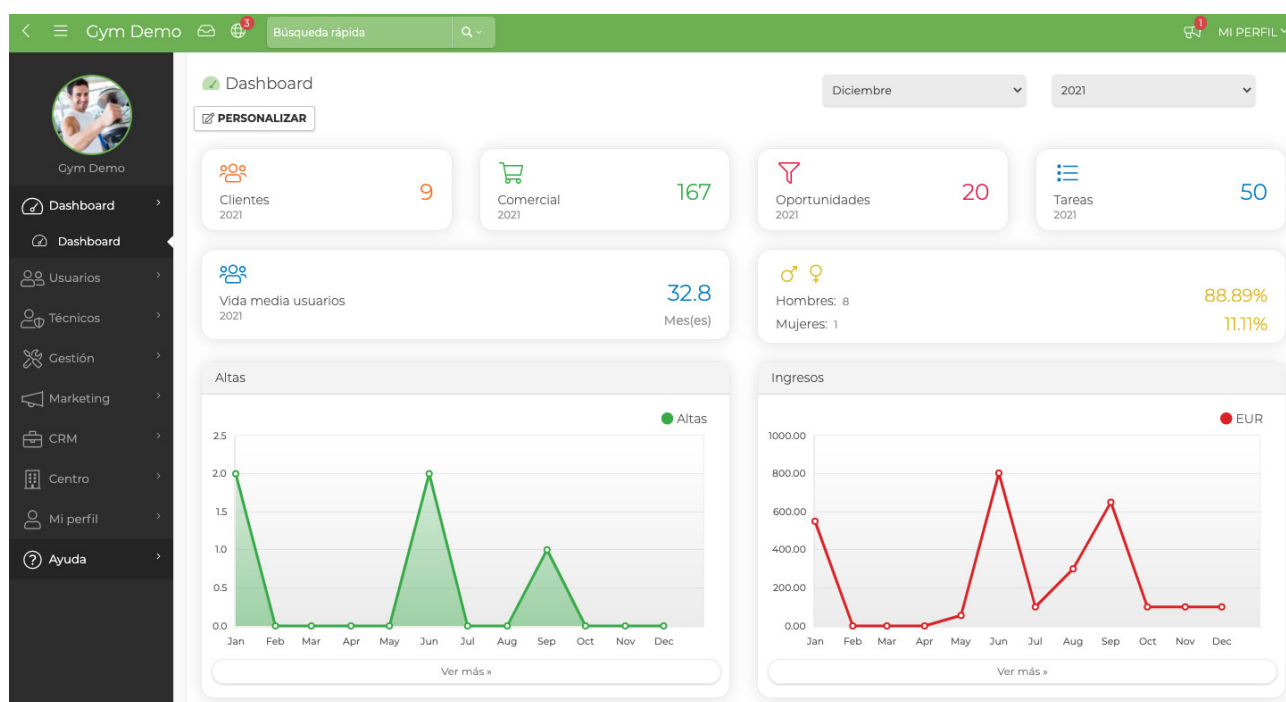 Gym Demo
3
Búsqueda rápida
1
MI PERFIL
Gym Demo
Dashboard
Dashboard
Usuarios
Técnicos
Gestión
Marketing
CRM
Centro
Mi perfil
Ayuda
Dashboard
Diciembre
2021
PERSONALIZAR
Clientes
2021
9
Comercial
2021
167
Oportunidades
2021
20
Tareas
2021
50
Vida media usuarios
2021
32.8
Mes(es)
Hombres: 8
88.89%
Mujeres: 1
11.11%
Altas
Altas
2.5
2.0
1.5
1.0
0.5
0.0
Jan Feb Mar Apr May Jun Jul Aug Sep Oct Nov Dec
Ver más »
Ingresos
EUR
1000.00
800.00
600.00
400.00
200.00
0.00
Jan Feb Mar Apr May Jun Jul Aug Sep Oct Nov Dec
Ver más »